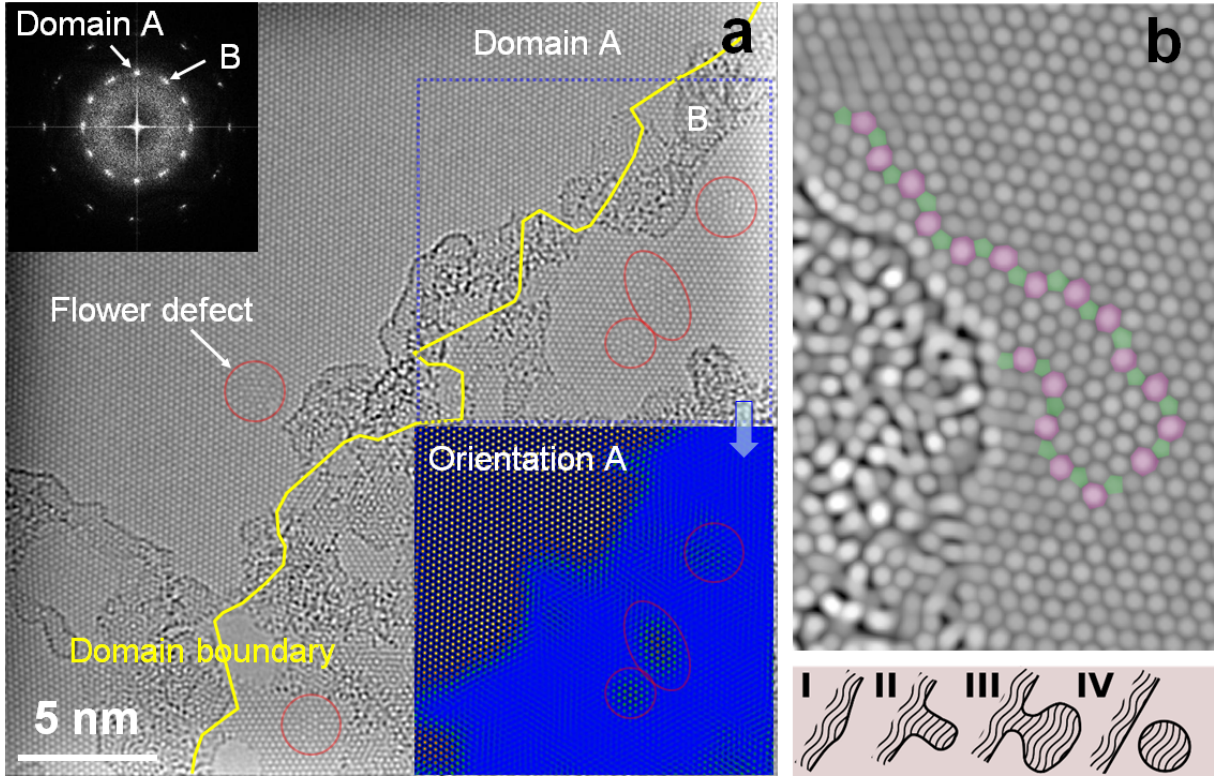 Domain A
B
Domain A
a
B
Flower defect
Orientation A
Domain boundary
5 nm
b
I II III IV